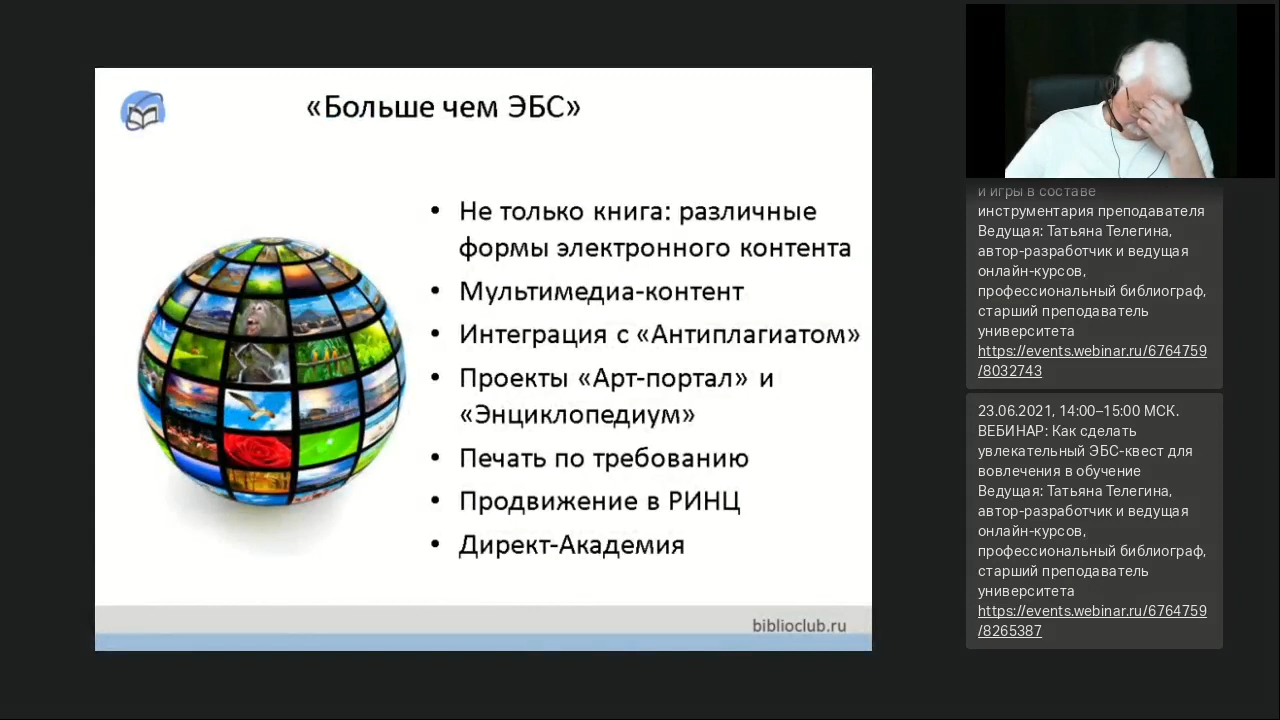 «Больше чем ЭБС»
• Не только книга: различные
формы электронного контента
• Мультимедиа-контент
• Интеграция с «Антиплагиатом»
• Проекты «Арт-портал» и
«Энциклопедиум»
• Печать по требованию
• Продвижение в РИНЦ
• Директ-Академия
biblioclub.ru
и игры в составе
инструментария преподавателя
Ведущая: Татьяна Телегина,
автор-разработчик и ведущая
онлайн-курсов,
профессиональный библиограф,
старший преподаватель
университета
https://events.webinar.ru/6764759
/8032743
23.06.2021, 14:00–15:00 МСК.
ВЕБИНАР: Как сделать
увлекательный ЭБС-квест для
вовлечения в обучение
Ведущая: Татьяна Телегина,
автор-разработчик и ведущая
онлайн-курсов,
профессиональный библиограф,
старший преподаватель
университета
https://events.webinar.ru/6764759
/8265387